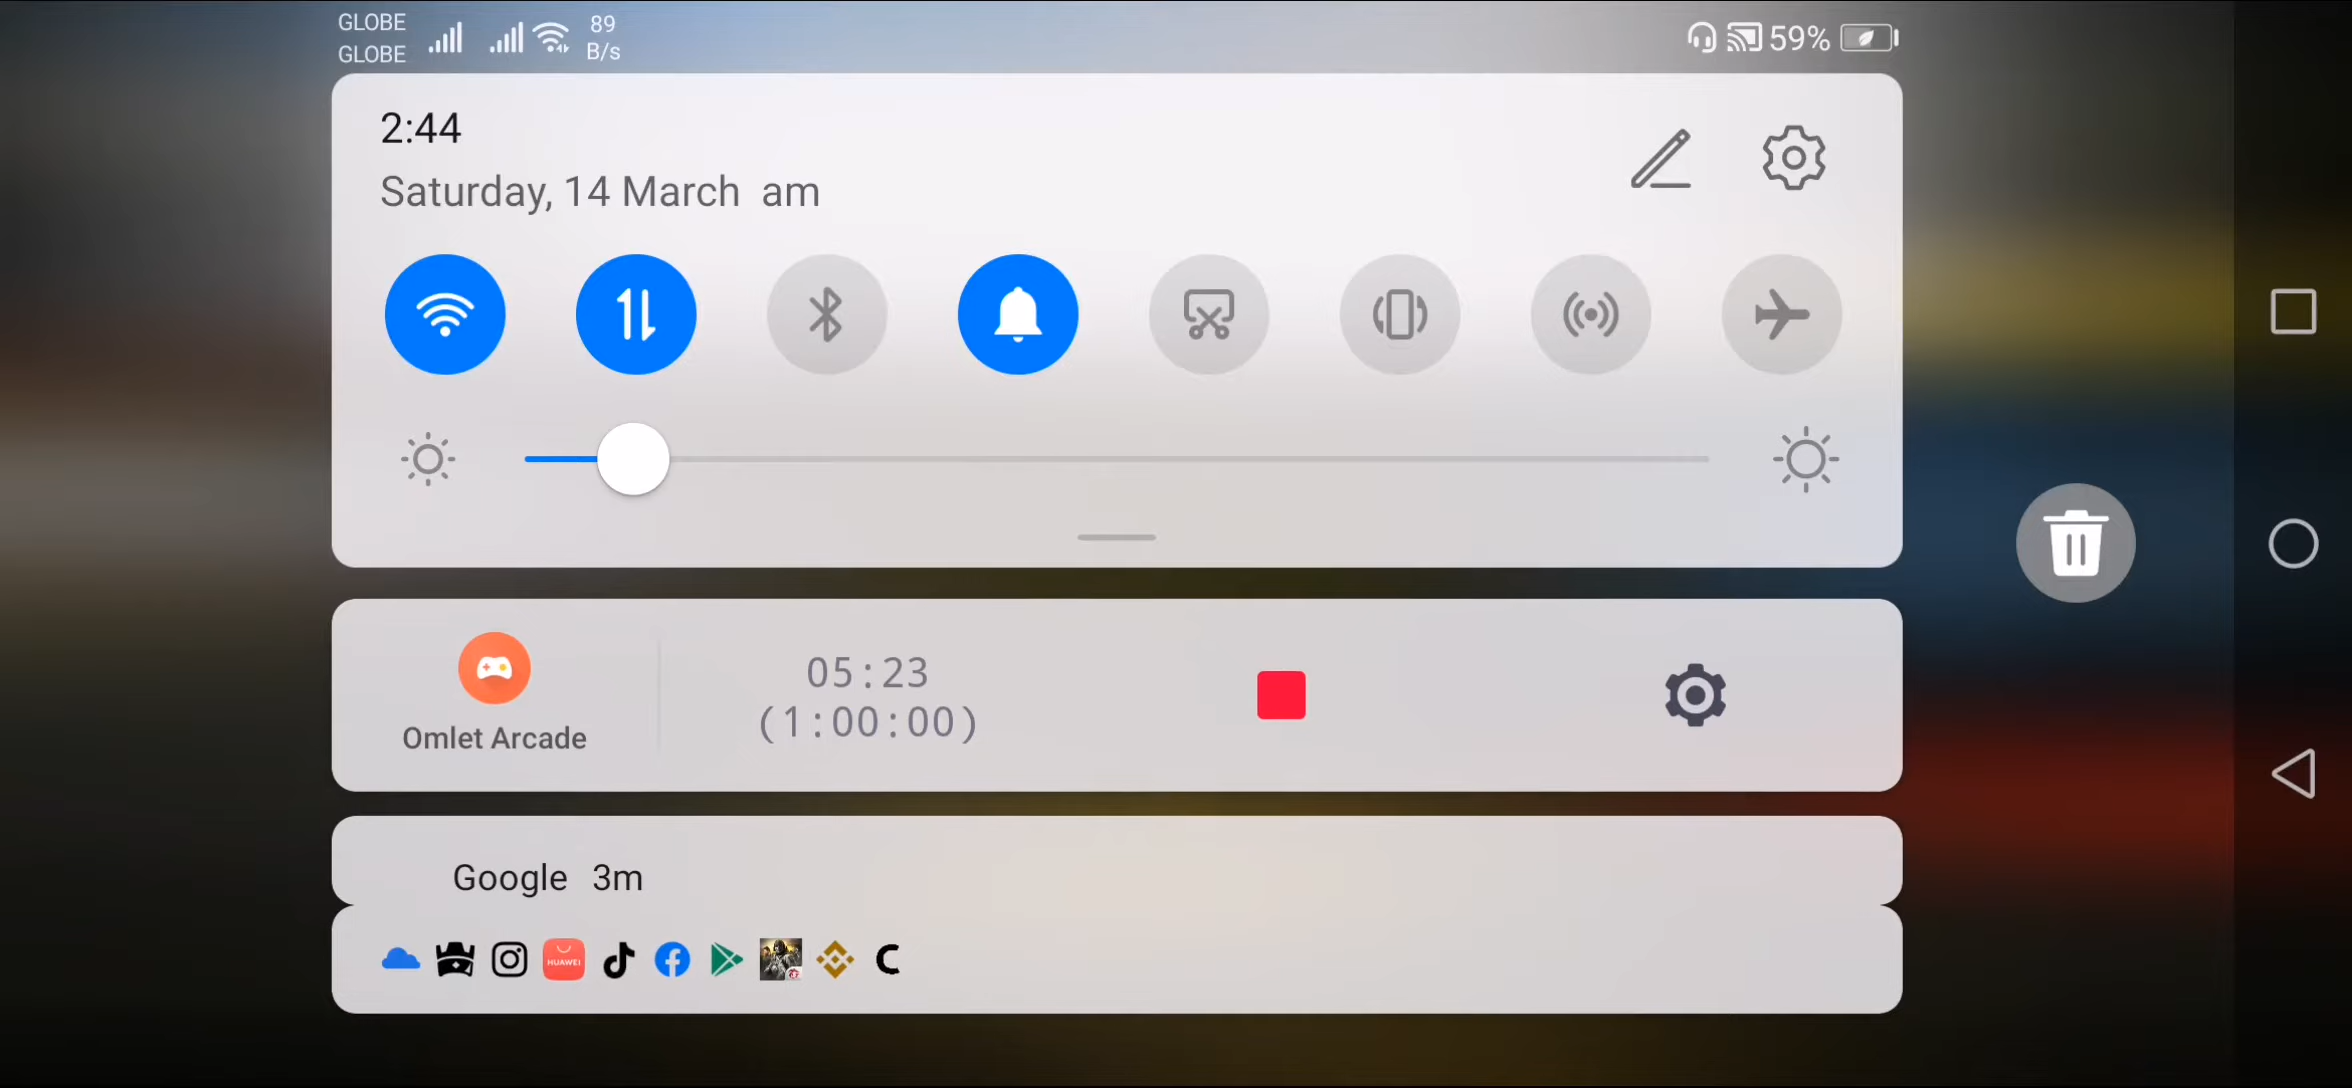 GLOBE
GLOBE
89
B/s
59%
2:44
Saturday, 14 March am
05:23
(1:00:00)
Omlet Arcade
Google 3m
HUAWEI